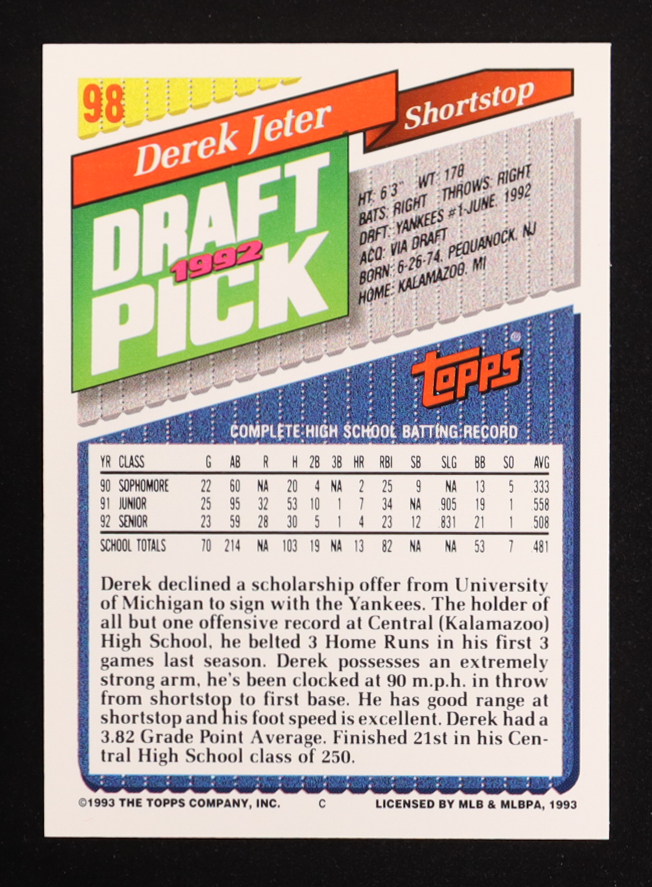 98
Derek Jeter
Shortstop
DRAFT
1992
PICK
HT: 6'3" WT: 178
BATS: RIGHT THROWS: RIGHT
DRFT: YANKEES #1-JUNE, 1992
ACQ: VIA DRAFT
BORN: 6-26-74, PEQUANOCK, NJ
HOME: KALAMAZOO, MI
topps®
COMPLETE HIGH SCHOOL BATTING RECORD
YR CLASS G AB R H 2B 3B HR RBI SB SLG BB SO AVG
90 SOPHOMORE 22 60 NA 20 4 NA 2 25 9 NA 13 5 .333
91 JUNIOR 25 95 32 53 10 1 7 34 NA .905 19 1 .558
92 SENIOR 23 59 28 30 5 1 4 23 12 .831 21 1 .508
SCHOOL TOTALS 70 214 NA 103 19 NA 13 82 NA NA 53 7 .481
Derek declined a scholarship offer from University
of Michigan to sign with the Yankees. The holder of
all but one offensive record at Central (Kalamazoo)
High School, he belted 3 Home Runs in his first 3
games last season. Derek possesses an extremely
strong arm, he's been clocked at 90 m.p.h. in throw
from shortstop to first base. He has good range at
shortstop and his foot speed is excellent. Derek had a
3.82 Grade Point Average. Finished 21st in his Cen-
tral High School class of 250.
©1993 THE TOPPS COMPANY, INC. C LICENSED BY MLB & MLBPA, 1993